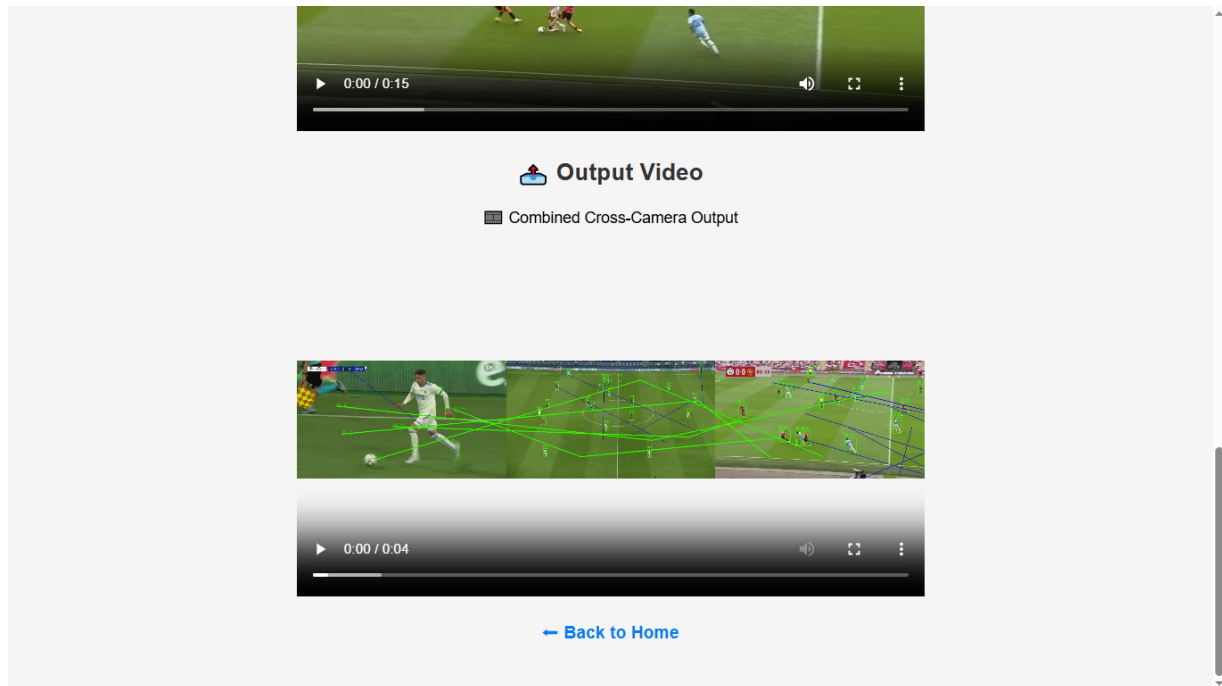 0:00 / 0:15
Output Video
Combined Cross-Camera Output
0:00 / 0:04
Back to Home